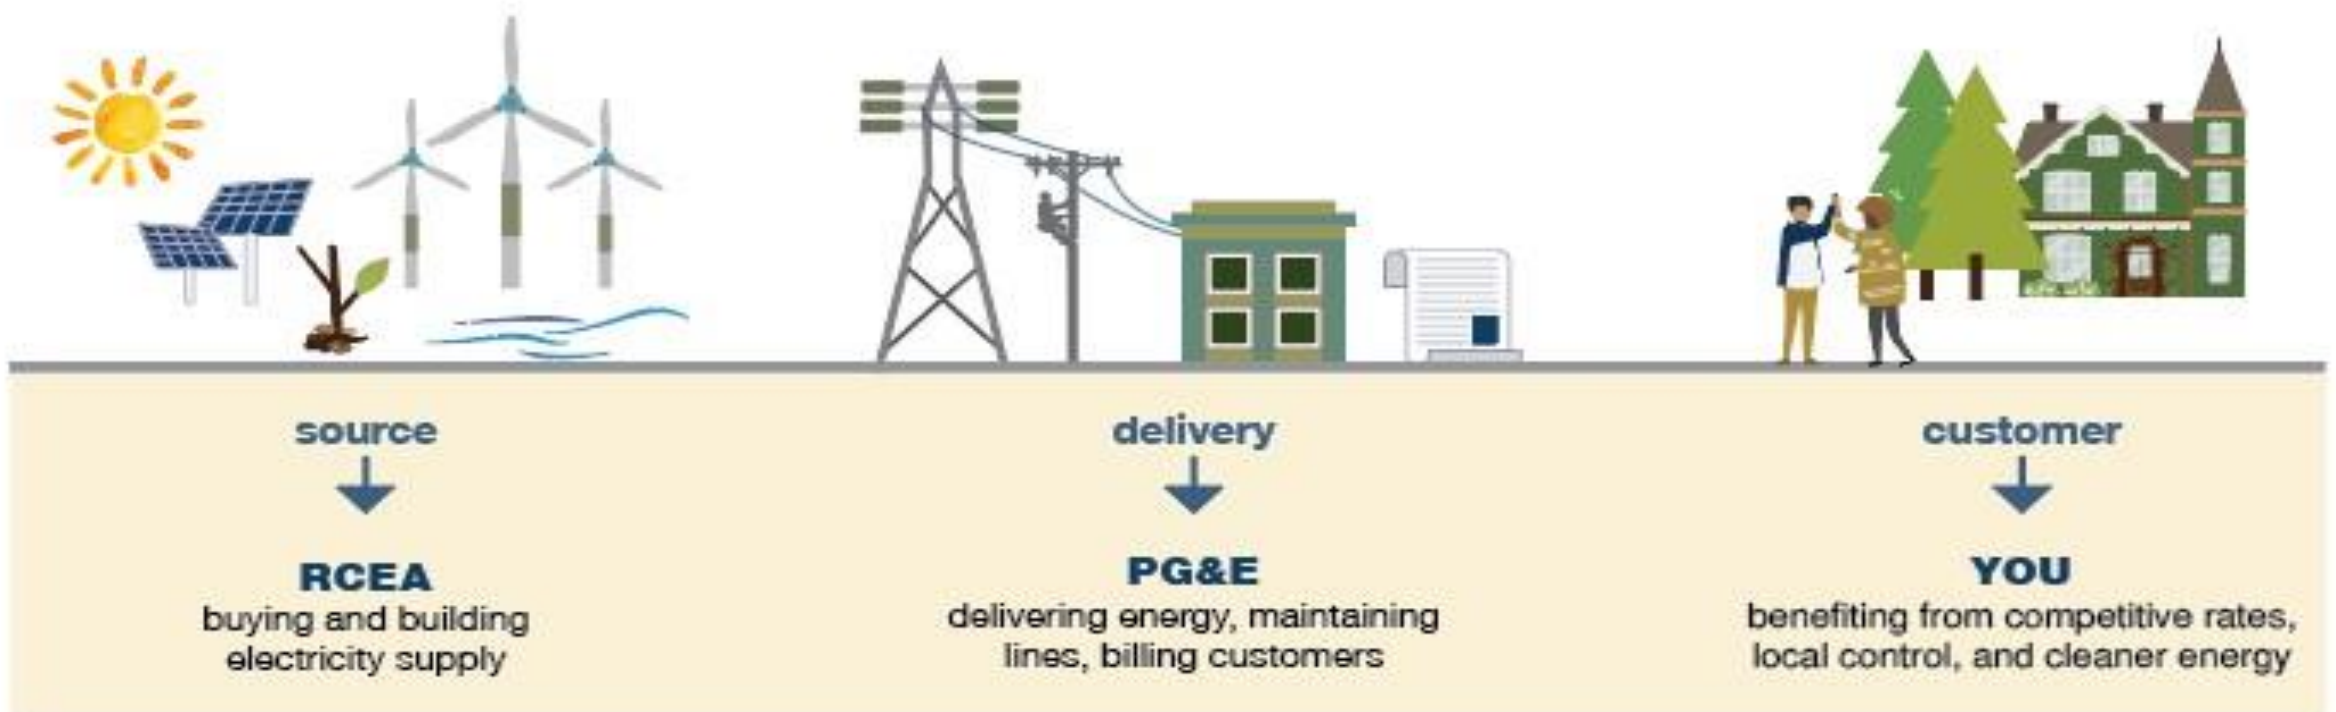 source
RCEA
buying and building
electricity supply
delivery
PG&E
delivering energy, maintaining
lines, billing customers
customer
YOU
benefiting from competitive rates,
local control, and cleaner energy